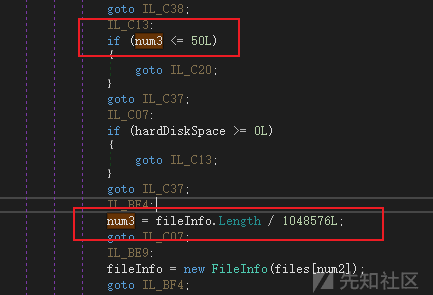 goto IL_C38;
IL_C13:
if (num3 <= 50L)
{
goto IL_C20;
}
goto IL_C37;
IL_C07:
if (hardDiskSpace >= 0L)
{
goto IL_C13;
}
goto IL_C37;
IL_BF4:
num3 = fileInfo.Length / 1048576L;
goto IL_C07;
IL_BE9:
fileInfo = new FileInfo(files[num2]);
goto IL_BF4;
先知社区